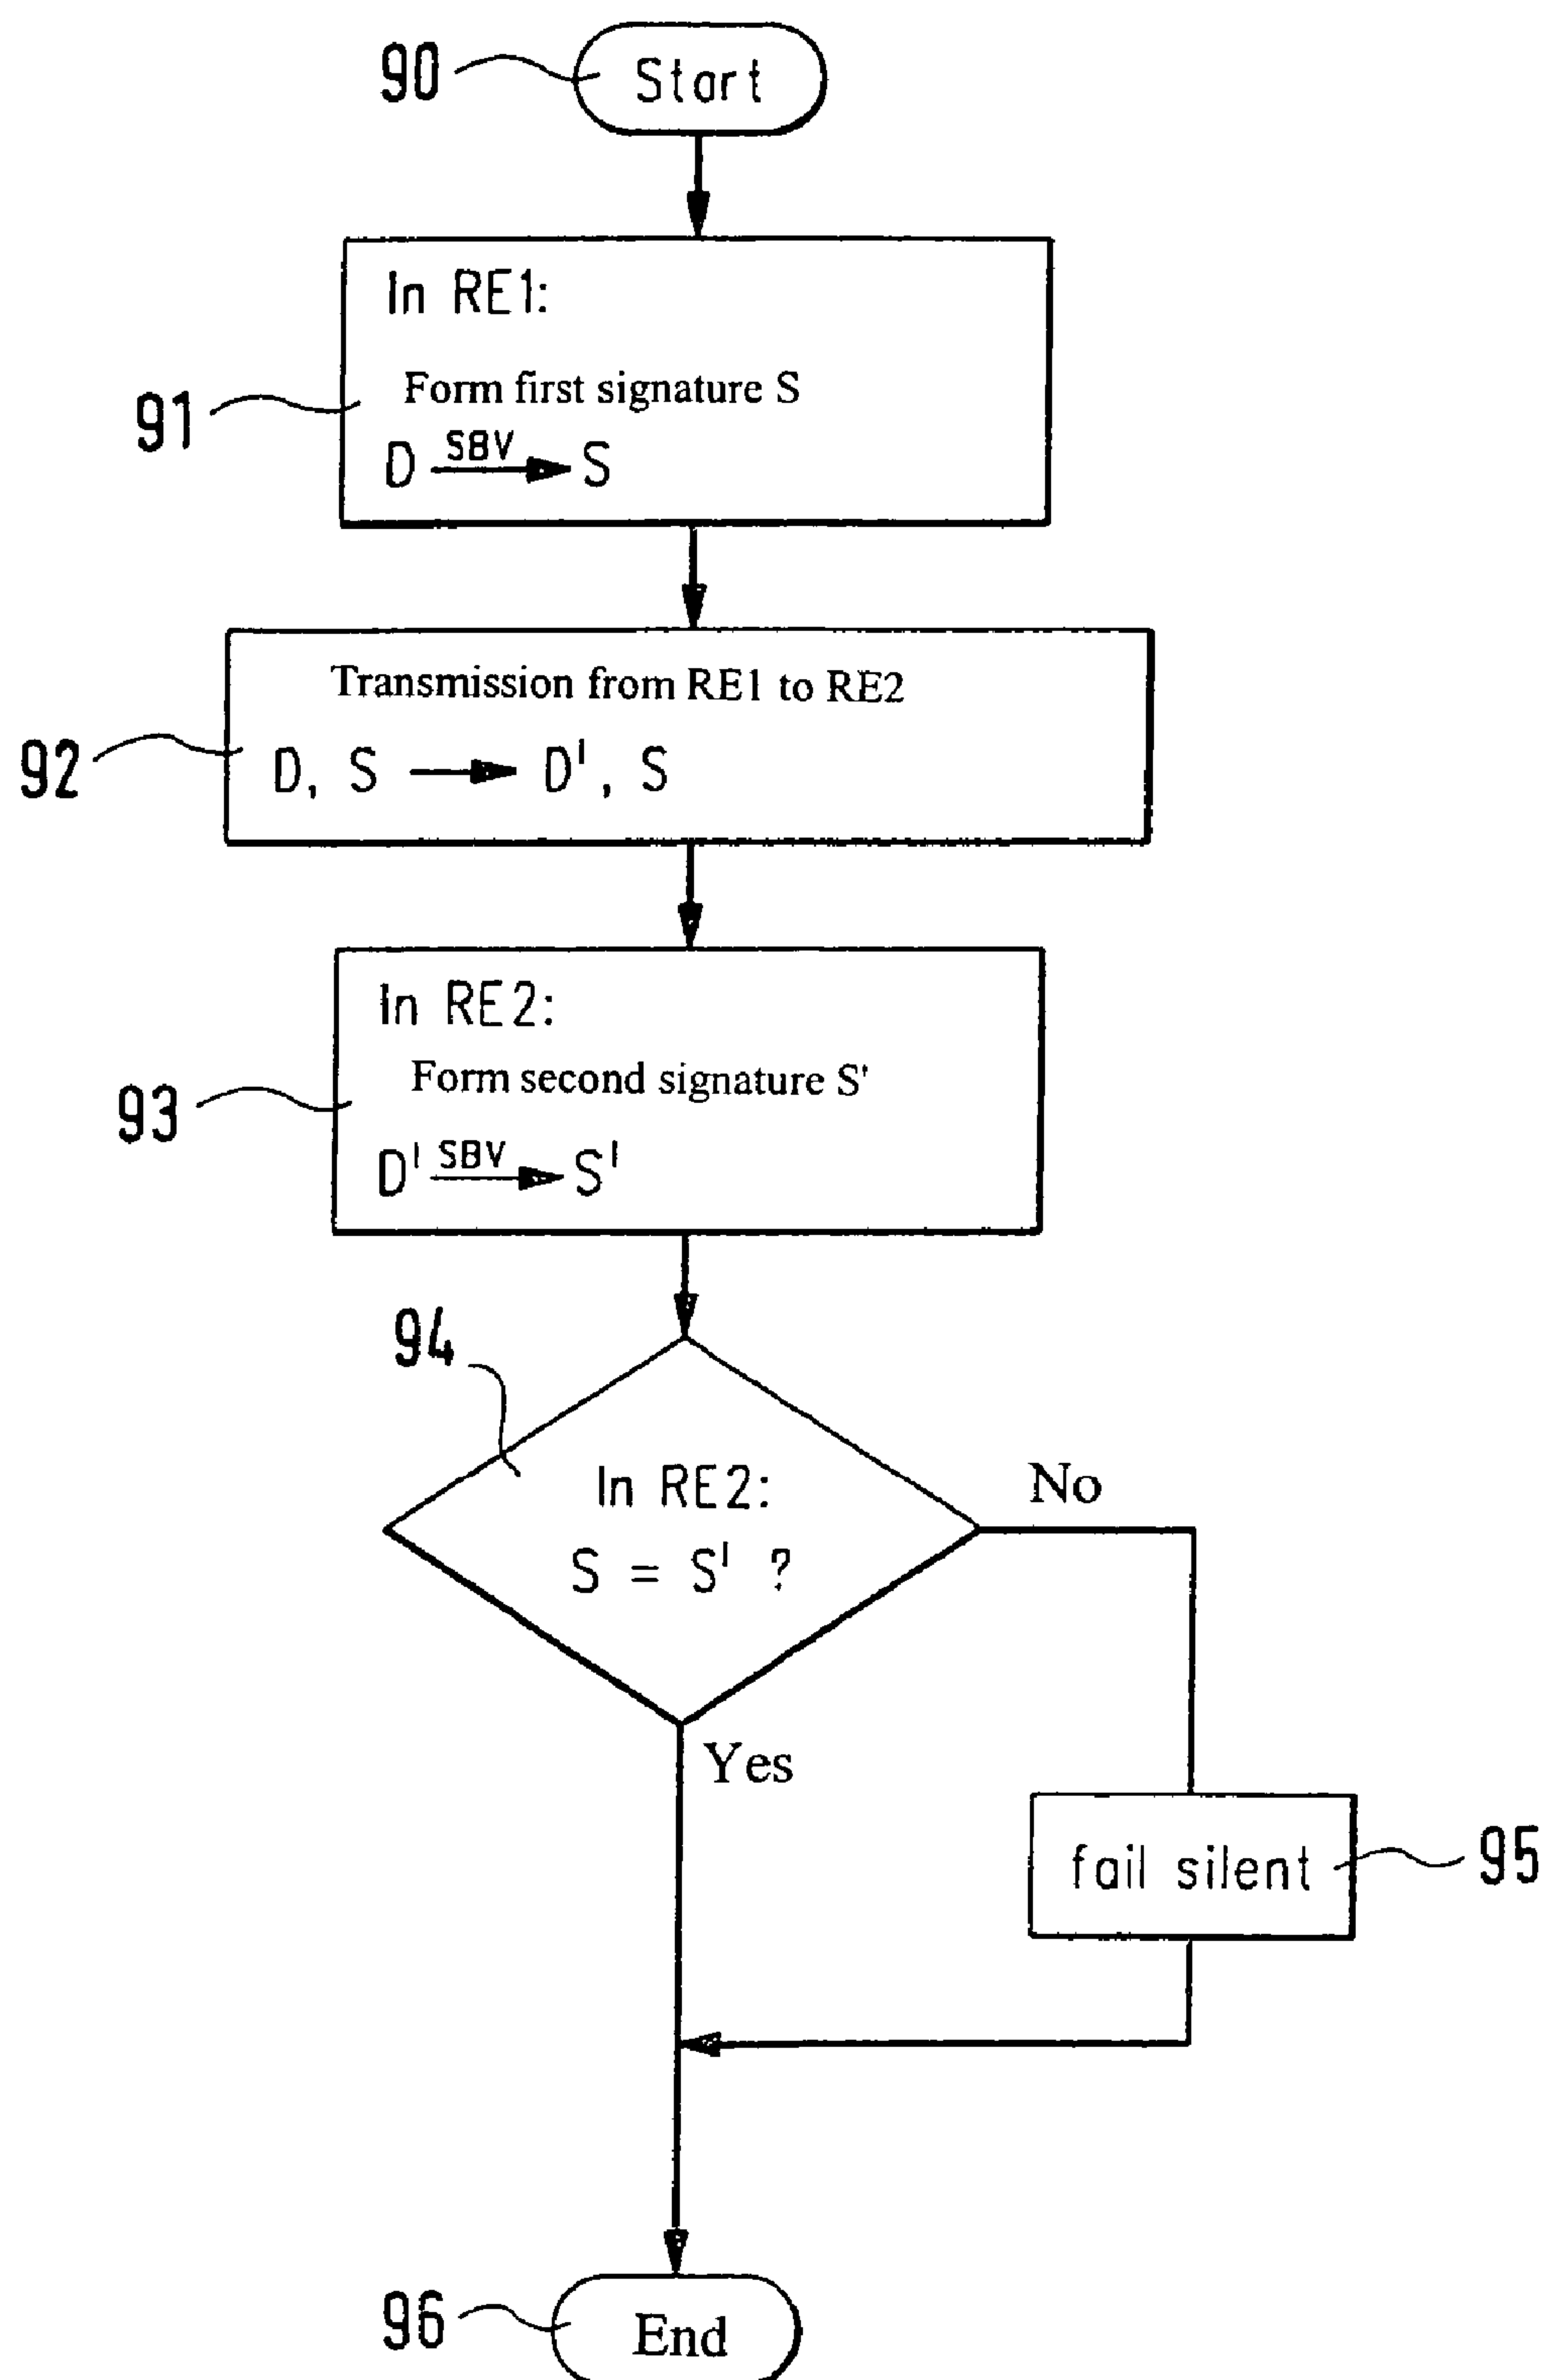 90
Start
In RE1:
91
Form first signature S
D SBV S
Transmission from RE1 to RE2
92
D, S D', S
In RE2:
93
Form second signature S'
D' SBV S'
94
In RE2:
S = S' ?
No
Yes
fail silent
95
96
End